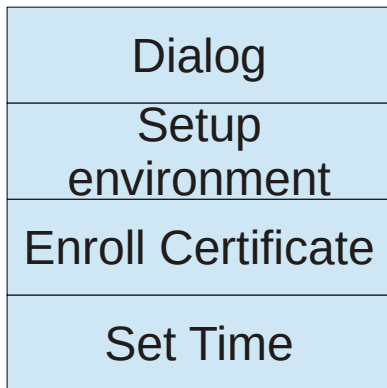 Dialog
Setup
environment
Enroll Certificate
Set Time